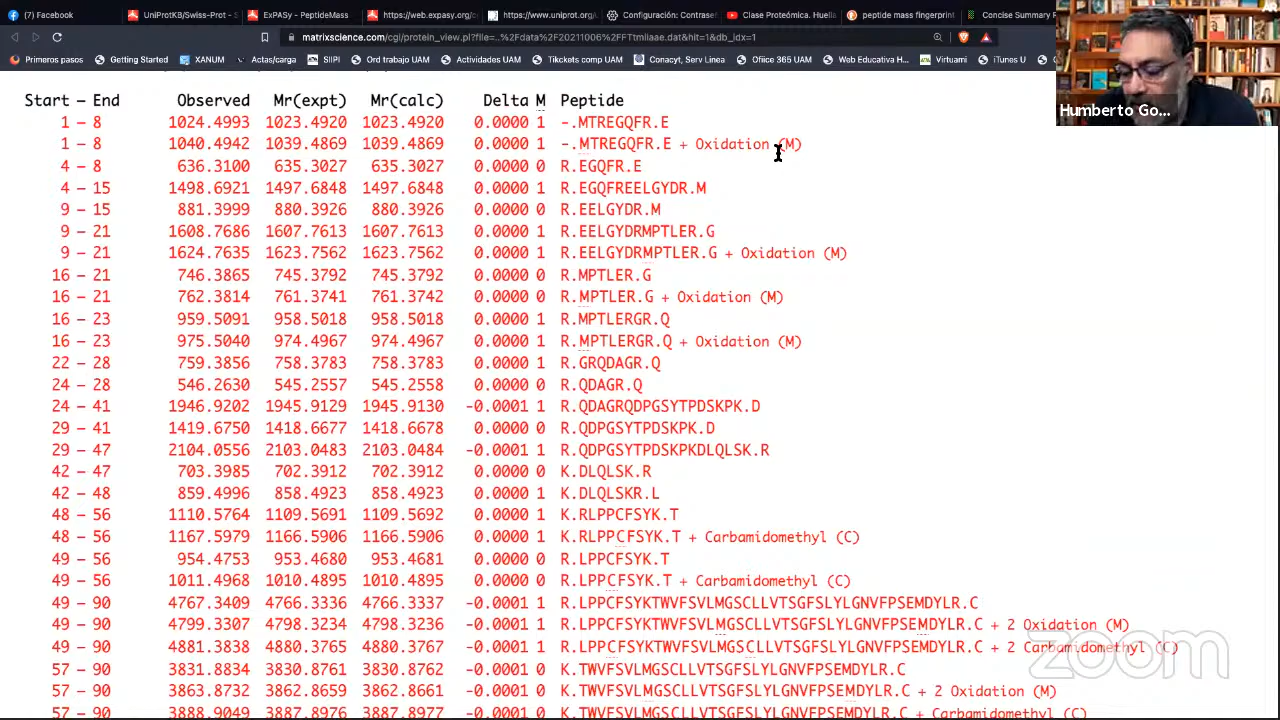 (7) Facebook
UniProtKB/Swiss-Prot - S
ExPASy - PeptideMass
https://web.expasy.org/c
https://www.uniprot.org/un
Configuración: Contraseñ
Clase Proteómica. Huella
peptide mass fingerprint
Concise Summary
matrixscience.com/cgi/protein_view.pl?file=..%2Fdata%2F20211006%2FFTtmliaae.dat&hit=1&db_idx=1
Primeros pasos
Getting Started
XANUM
Actas/carga
SIIPI
Ord trabajo UAM
Actividades UAM
Tikckets comp UAM
Conacyt, Serv Linea
Ofiice 365 UAM
Web Educativa H...
Virtuami
iTunes U
Humberto Go...
Start – End Observed Mr(expt) Mr(calc) Delta M Peptide
1 – 8 1024.4993 1023.4920 1023.4920 0.0000 1 -.MTREGQFR.E
1 – 8 1040.4942 1039.4869 1039.4869 0.0000 1 -.MTREGQFR.E + Oxidation (M)
4 – 8 636.3100 635.3027 635.3027 0.0000 0 R.EGQFR.E
4 – 15 1498.6921 1497.6848 1497.6848 0.0000 1 R.EGQFREELGYDR.M
9 – 15 881.3999 880.3926 880.3926 0.0000 0 R.EELGYDR.M
9 – 21 1608.7686 1607.7613 1607.7613 0.0000 1 R.EELGYDRMPTLER.G
9 – 21 1624.7635 1623.7562 1623.7562 0.0000 1 R.EELGYDRMPTLER.G + Oxidation (M)
16 – 21 746.3865 745.3792 745.3792 0.0000 0 R.MPTLER.G
16 – 21 762.3814 761.3741 761.3742 0.0000 0 R.MPTLER.G + Oxidation (M)
16 – 23 959.5091 958.5018 958.5018 0.0000 1 R.MPTLERGR.Q
16 – 23 975.5040 974.4967 974.4967 0.0000 1 R.MPTLERGR.Q + Oxidation (M)
22 – 28 759.3856 758.3783 758.3783 0.0000 1 R.GRQDAGR.Q
24 – 28 546.2630 545.2557 545.2558 0.0000 0 R.QDAGR.Q
24 – 41 1946.9202 1945.9129 1945.9130 -0.0001 1 R.QDAGRQDPGSYTPDSKPK.D
29 – 41 1419.6750 1418.6677 1418.6678 0.0000 0 R.QDPGSYTPDSKPK.D
29 – 47 2104.0556 2103.0483 2103.0484 -0.0001 1 R.QDPGSYTPDSKPKDLQLSK.R
42 – 47 703.3985 702.3912 702.3912 0.0000 0 K.DLQLSK.R
42 – 48 859.4996 858.4923 858.4923 0.0000 1 K.DLQLSKR.L
48 – 56 1110.5764 1109.5691 1109.5692 0.0000 1 K.RLPPCFSYK.T
48 – 56 1167.5979 1166.5906 1166.5906 0.0000 1 K.RLPPCFSYK.T + Carbamidomethyl (C)
49 – 56 954.4753 953.4680 953.4681 0.0000 0 R.LPPCFSYK.T
49 – 56 1011.4968 1010.4895 1010.4895 0.0000 0 R.LPPCFSYK.T + Carbamidomethyl (C)
49 – 90 4767.3409 4766.3336 4766.3337 -0.0001 1 R.LPPCFSYKTWVFSVLMGSCLLVTSGFSLYLGNVFPSEMDYLR.C
49 – 90 4799.3307 4798.3234 4798.3236 -0.0001 1 R.LPPCFSYKTWVFSVLMGSCLLVTSGFSLYLGNVFPSEMDYLR.C + 2 Oxidation (M)
49 – 90 4881.3838 4880.3765 4880.3767 -0.0001 1 R.LPPCFSYKTWVFSVLMGSCLLVTSGFSLYLGNVFPSEMDYLR.C + 2 Carbamidomethyl (C)
57 – 90 3831.8834 3830.8761 3830.8762 -0.0001 0 K.TWVFSVLMGSCLLVTSGFSLYLGNVFPSEMDYLR.C
57 – 90 3863.8732 3862.8659 3862.8661 -0.0001 0 K.TWVFSVLMGSCLLVTSGFSLYLGNVFPSEMDYLR.C + 2 Oxidation (M)
57 – 90 3888.9049 3887.8976 3887.8977 -0.0001 0 K.TWVFSVLMGSCLLVTSGFSLYLGNVFPSEMDYLR.C + Carbamidomethyl (C)
zoom